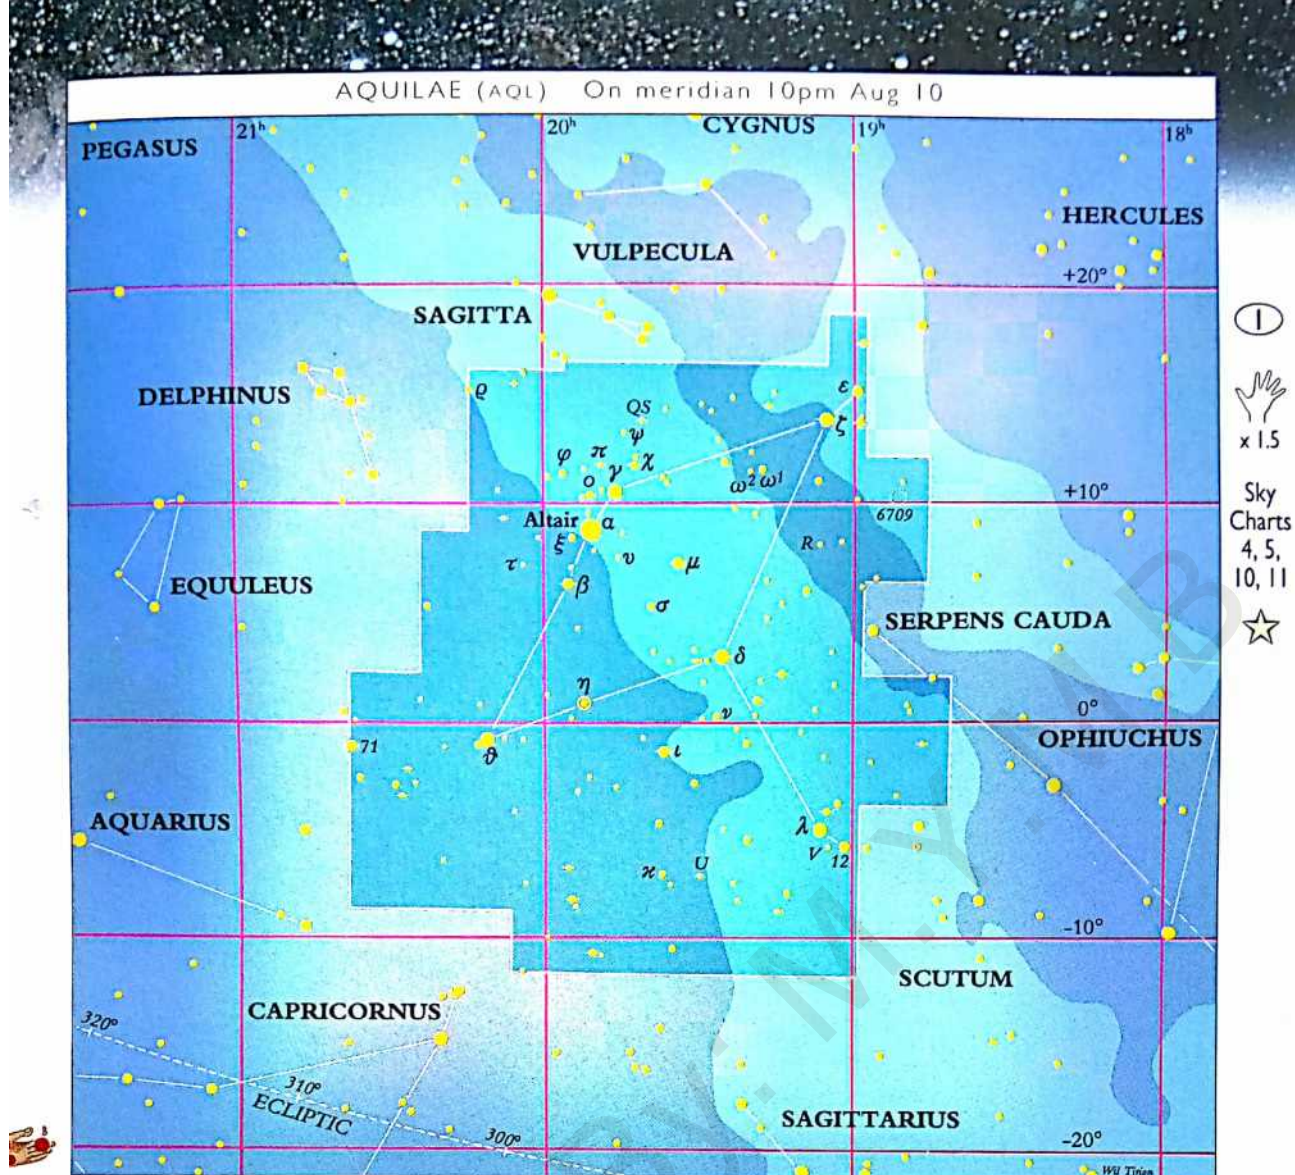 AQUILAE (AQL) On meridian 10pm Aug 10
21ʰ 20ʰ CYGNUS 19ʰ 18ʰ
PEGASUS
HERCULES
VULPECULA
+20°
SAGITTA
I
DELPHINUS
ϱ
ε
QS
ζ
ψ
x 1.5
φ π χ
γ
ο
ω² ω¹
+10°
Sky
Charts
4, 5,
10, 11
6709
Altair α
ξ
R
τ
υ
μ
β
EQUULEUS
σ
SERPENS CAUDA
δ
η
ν
0°
71
ϑ
ι
OPHIUCHUS
AQUARIUS
λ
V 12
ϰ U
-10°
SCUTUM
CAPRICORNUS
320°
310°
ECLIPTIC
300°
SAGITTARIUS
-20°
Wil Tirion